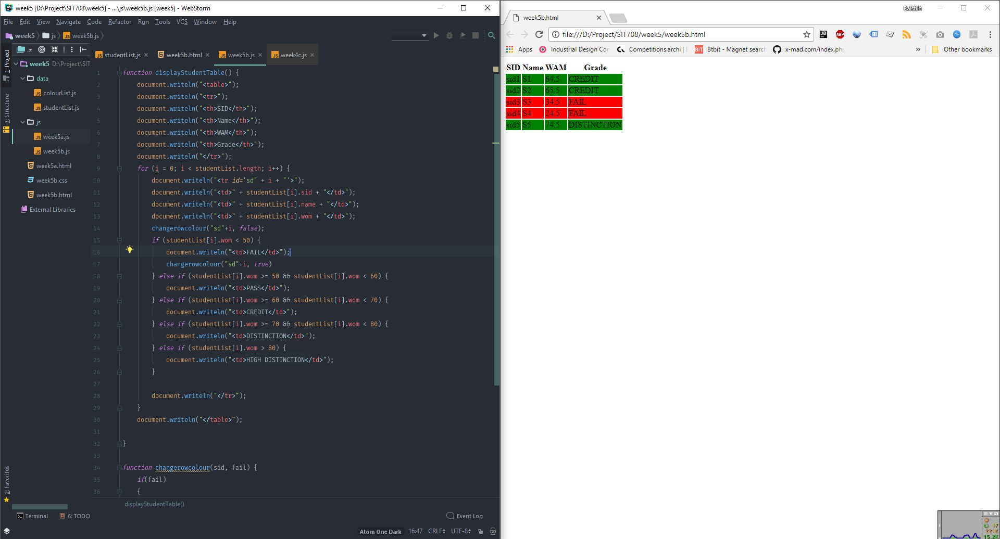 week5 [D:\Project\SIT708\week5] - ...\js\week5b.js [week5] - WebStorm
File Edit View Navigate Code Refactor Run Tools VCS Window Help
week5 js week5b.js
studentList.js week5b.html week5b.js week4c.js
1: Project
7: Structure
2: Favorites
week5 D:\Project\SIT
data
colourList.js
studentList.js
js
week5a.js
week5b.js
week5a.html
week5b.css
week5b.html
External Libraries
1 function displayStudentTable() {
2 document.writeln("<table>");
3 document.writeln("<tr>");
4 document.writeln("<th>SID</th>");
5 document.writeln("<th>Name</th>");
6 document.writeln("<th>WAM</th>");
7 document.writeln("<th>Grade</th>");
8 document.writeln("</tr>");
9 for (i = 0; i < studentList.length; i++) {
10 document.writeln("<tr id='sd" + i + "'>");
11 document.writeln("<td>" + studentList[i].sid + "</td>");
12 document.writeln("<td>" + studentList[i].name + "</td>");
13 document.writeln("<td>" + studentList[i].wom + "</td>");
14 changerowcolour("sd"+i, false);
15 if (studentList[i].wom < 50) {
16 document.writeln("<td>FAIL</td>");
17 changerowcolour("sd"+i, true)
18 } else if (studentList[i].wom >= 50 && studentList[i].wom < 60) {
19 document.writeln("<td>PASS</td>");
20 } else if (studentList[i].wom >= 60 && studentList[i].wom < 70) {
21 document.writeln("<td>CREDIT</td>");
22 } else if (studentList[i].wom >= 70 && studentList[i].wom < 80) {
23 document.writeln("<td>DISTINCTION</td>");
24 } else if (studentList[i].wom > 80) {
25 document.writeln("<td>HIGH DISTINCTION</td>");
26 }
27
28 document.writeln("</tr>");
29 }
30 document.writeln("</table>");
31
32 }
33
34 function changerowcolour(sid, fail) {
35 if(fail)
36 {
displayStudentTable()
Terminal 6: TODO Event Log
Atom One Dark 16:47 CRLF UTF-8
Raistlin
week5b.html
file:///D:/Project/SIT708/week5/week5b.html
JB ABP
Apps Industrial Design Con Competitions.archi | E BIT Btbit - Magnet search x-mad.com/index.php » Other bookmarks
SID Name WAM Grade
sid1 S1 64.5 CREDIT
sid2 S2 65.5 CREDIT
sid3 S3 34.5 FAIL
sid4 S4 24.5 FAIL
sid5 S5 74.5 DISTINCTION
17
221K
15.2K